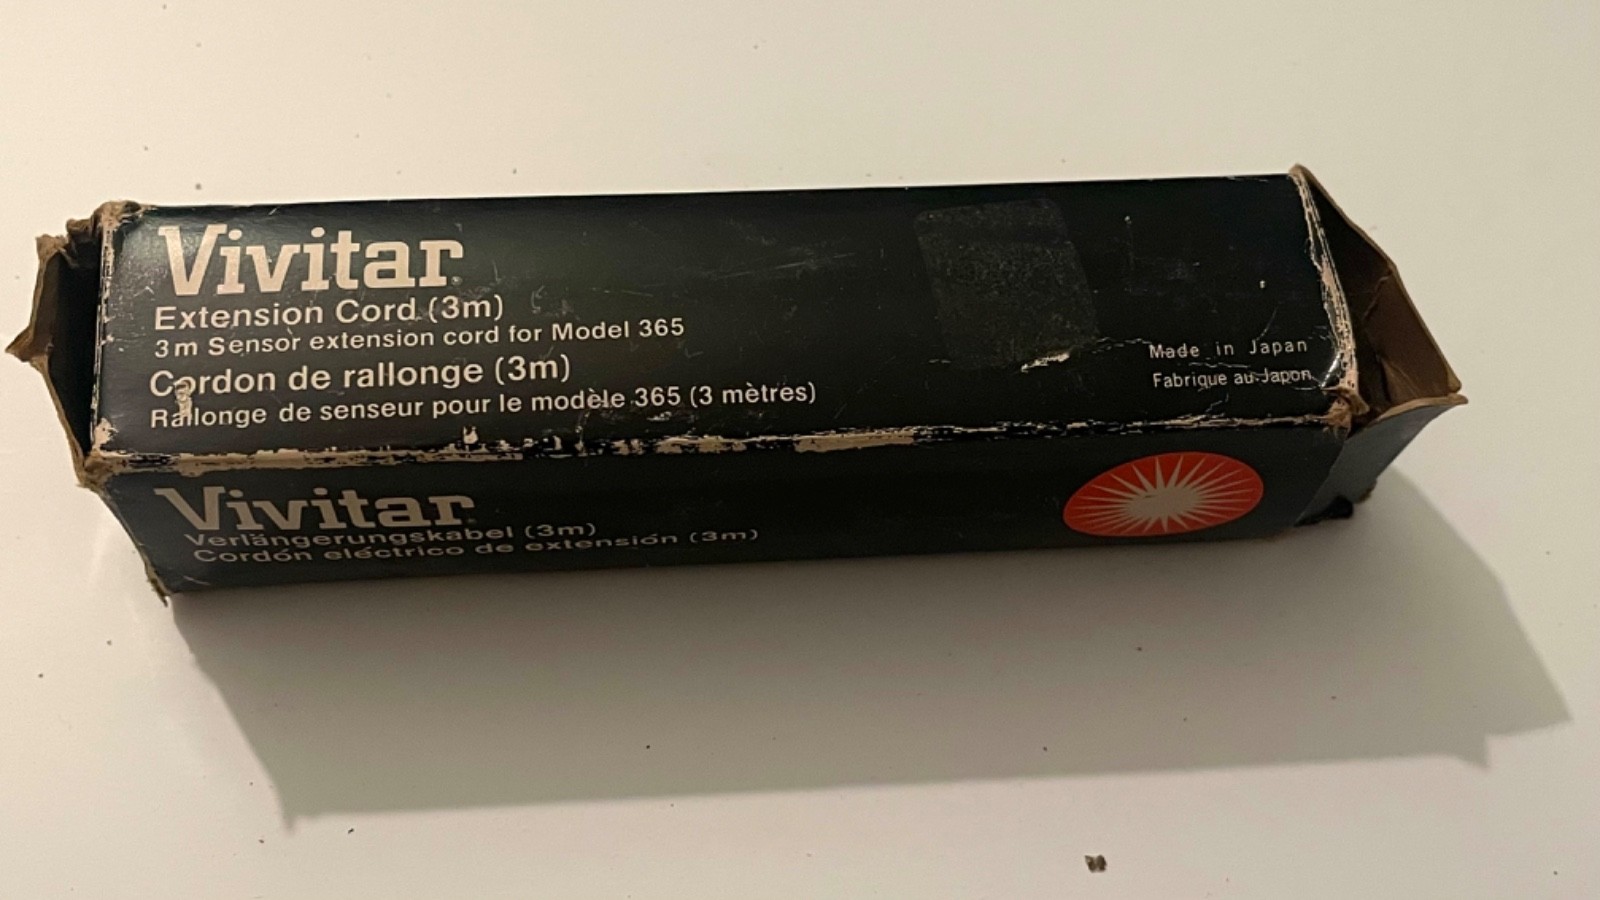 Vivitar
Extension Cord (3m)
3m Sensor extension cord for Model 365
Cordon de rallonge (3m)
Rallonge de senseur pour le modèle 365 (3 mètres)
Made in Japan
Fabrique au Japon
Vivitar
Verlängerungskabel (3m)
Cordón eléctrico de extensión (3m)